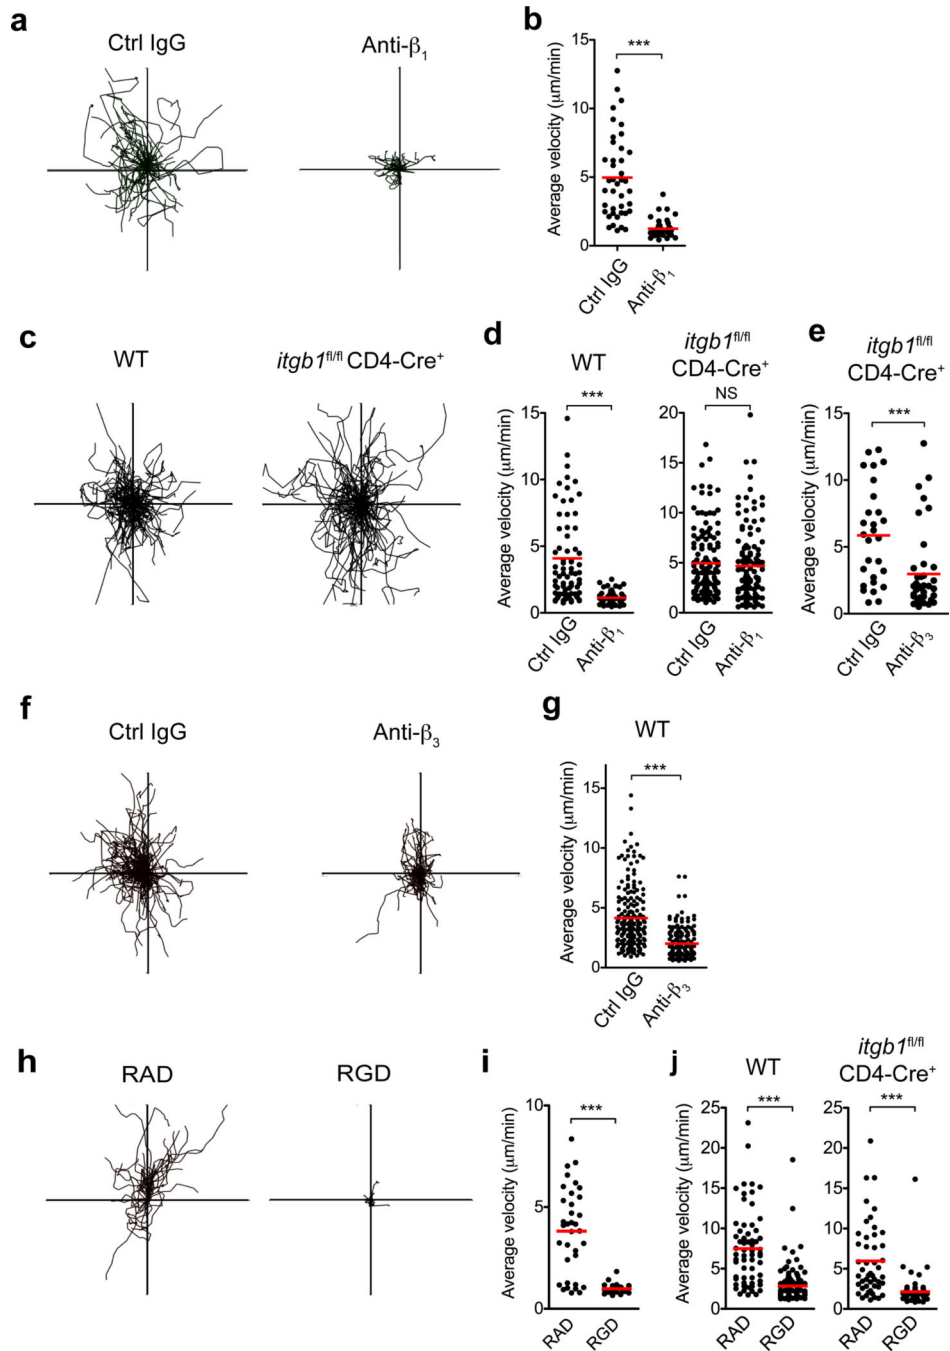 a
Ctrl IgG
Anti-β1
b
Average velocity (μm/min)
15
10
5
0
***
Ctrl IgG
Anti-β1
c
WT
itgb1fl/fl CD4-Cre+
d
WT
Average velocity (μm/min)
15
10
5
0
***
Ctrl IgG
Anti-β1
itgb1fl/fl
CD4-Cre+
NS
20
15
10
5
0
Ctrl IgG
Anti-β1
e
itgb1fl/fl
CD4-Cre+
Average velocity (μm/min)
15
10
5
0
***
Ctrl IgG
Anti-β3
f
Ctrl IgG
Anti-β3
g
WT
Average velocity (μm/min)
15
10
5
0
***
Ctrl IgG
Anti-β3
h
RAD
RGD
i
Average velocity (μm/min)
10
5
0
***
RAD
RGD
j
WT
Average velocity (μm/min)
25
20
15
10
5
0
***
RAD
RGD
itgb1fl/fl
CD4-Cre+
25
20
15
10
5
0
***
RAD
RGD